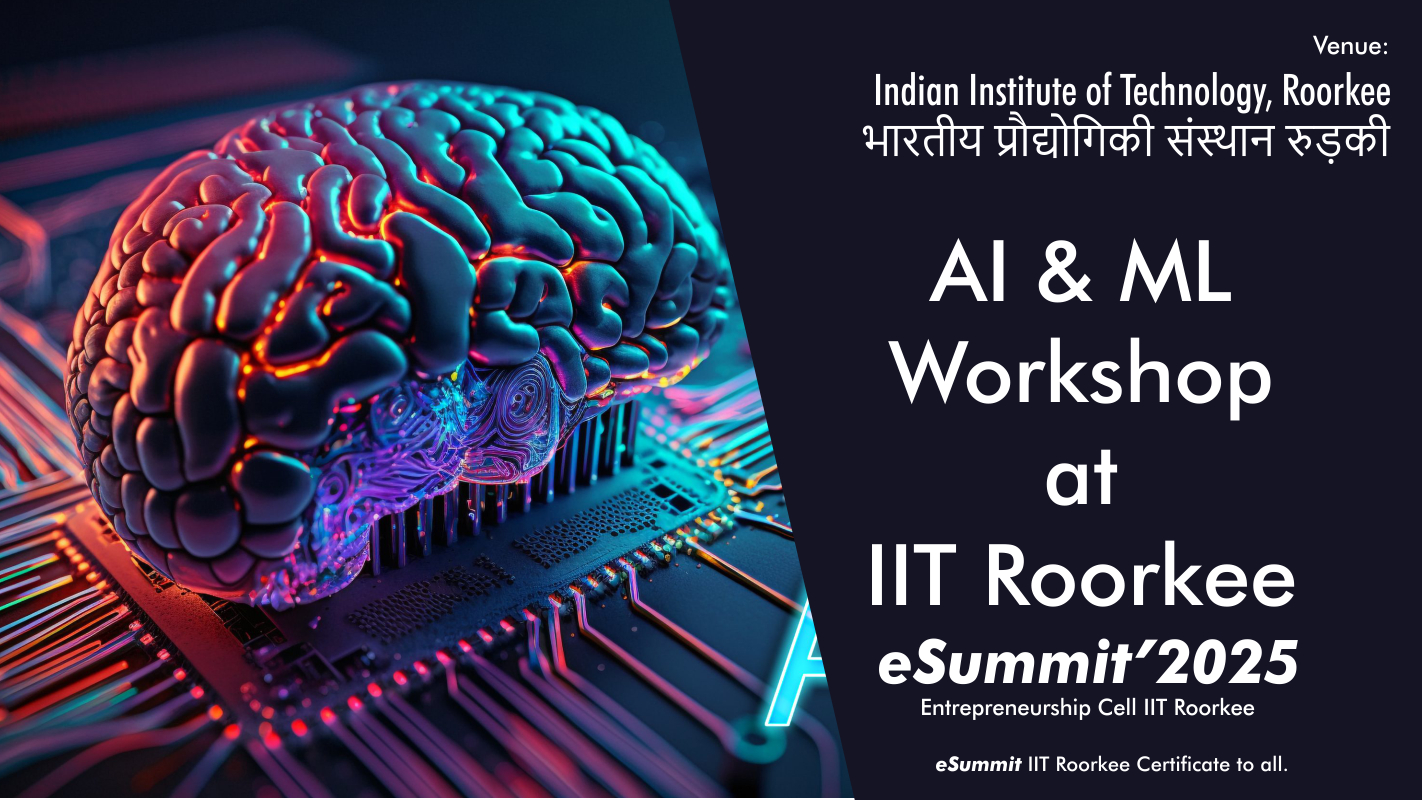 Venue:
Indian Institute of Technology, Roorkee
भारतीय प्रौद्योगिकी संस्थान रुड़की
AI & ML
Workshop
at
IIT Roorkee
eSummit’2025
Entrepreneurship Cell IIT Roorkee
eSummit IIT Roorkee Certificate to all.